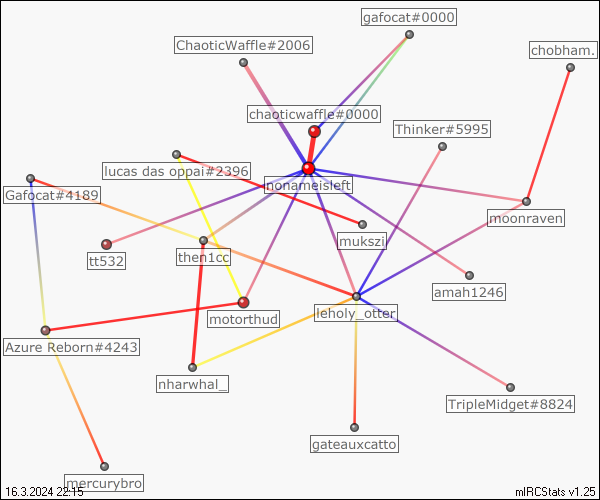 gafocat#0000
ChaoticWaffle#2006
chobham.
chaoticwaffle#0000
Thinker#5995
lucas das oppai#2396
nonameisleft
Gafocat#4189
moonraven
mukszi
then1cc
tt532
amah1246
motorthud
leholy_otter
Azure Reborn#4243
nharwhal_
TripleMidget#8824
gateauxcatto
mercurybro
16.3.2024 22:15
mIRCStats v1.25